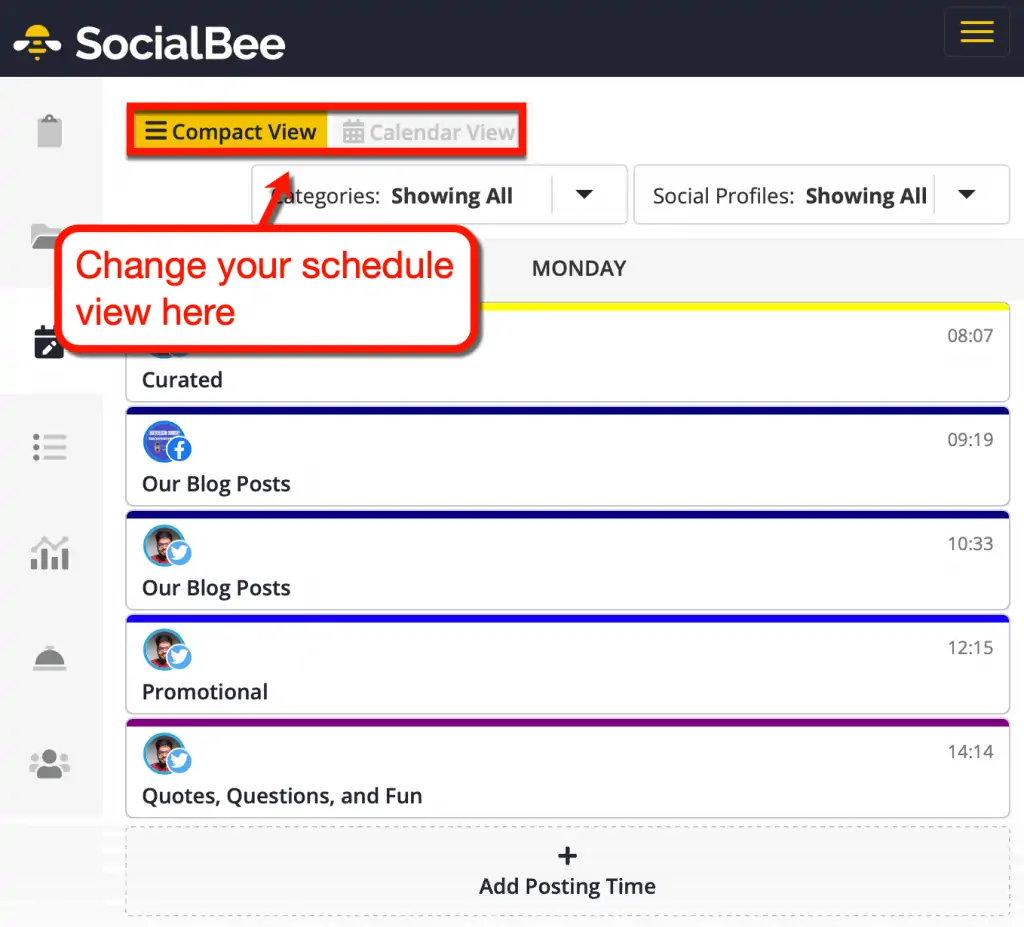 SocialBee
Compact View
Calendar View
ategories: Showing All
Social Profiles: Showing All
Change your schedule
view here
MONDAY
08:07
Curated
09:19
Our Blog Posts
10:33
Our Blog Posts
12:15
Promotional
14:14
Quotes, Questions, and Fun
+
Add Posting Time